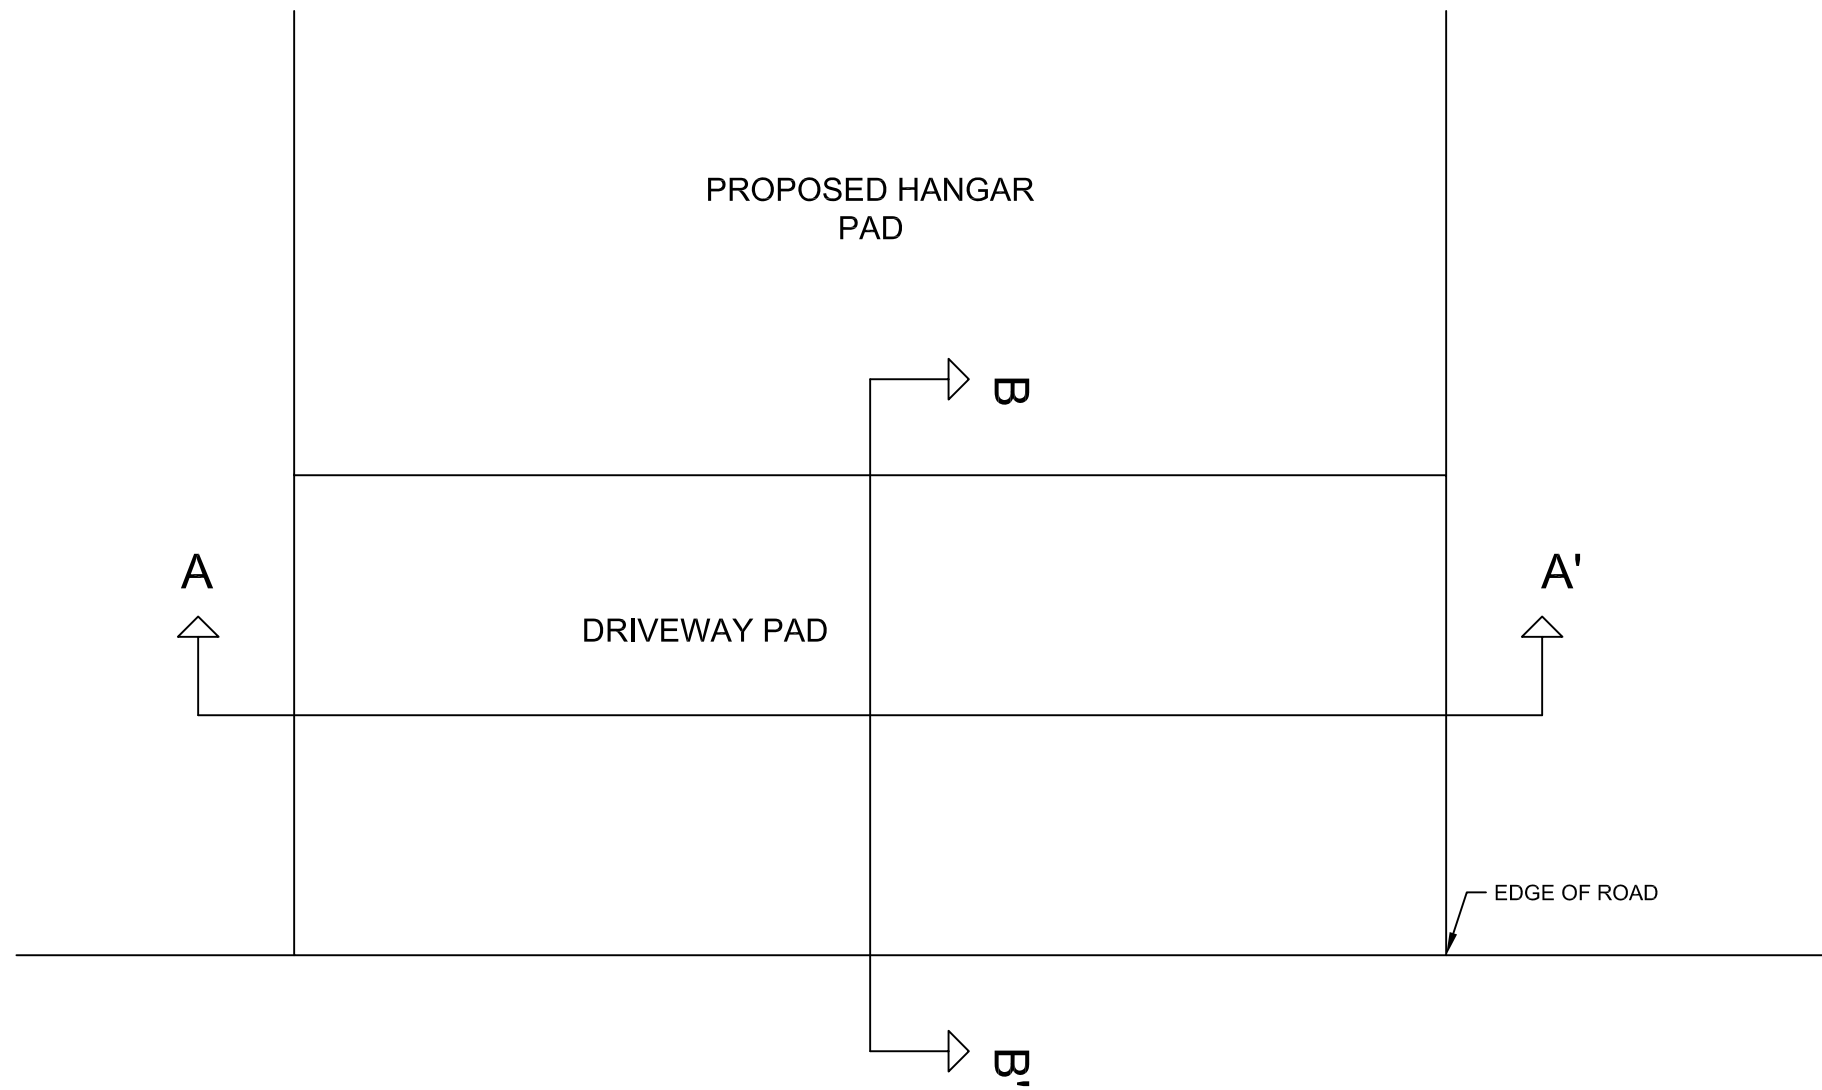 PROPOSED HANGAR
PAD
B
A
A'
DRIVEWAY PAD
EDGE OF ROAD
B'